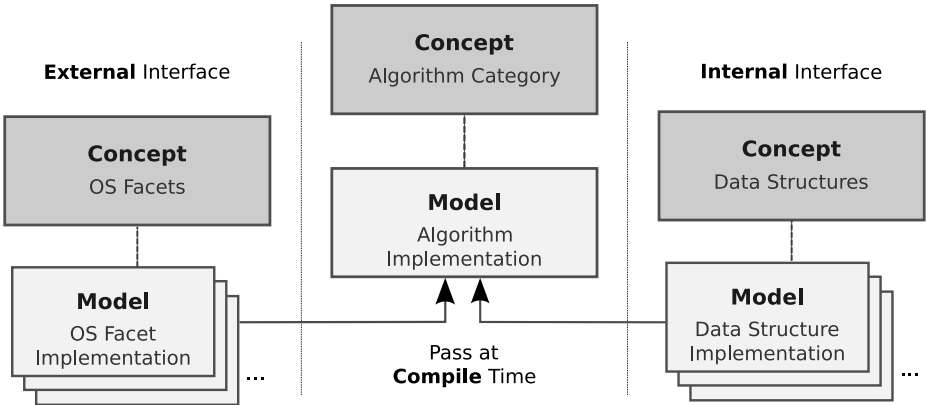 External Interface
Concept
OS Facets
Model
OS Facet
Implementation
...
Concept
Algorithm Category
Model
Algorithm
Implementation
Pass at
Compile Time
Internal Interface
Concept
Data Structures
Model
Data Structure
Implementation
...